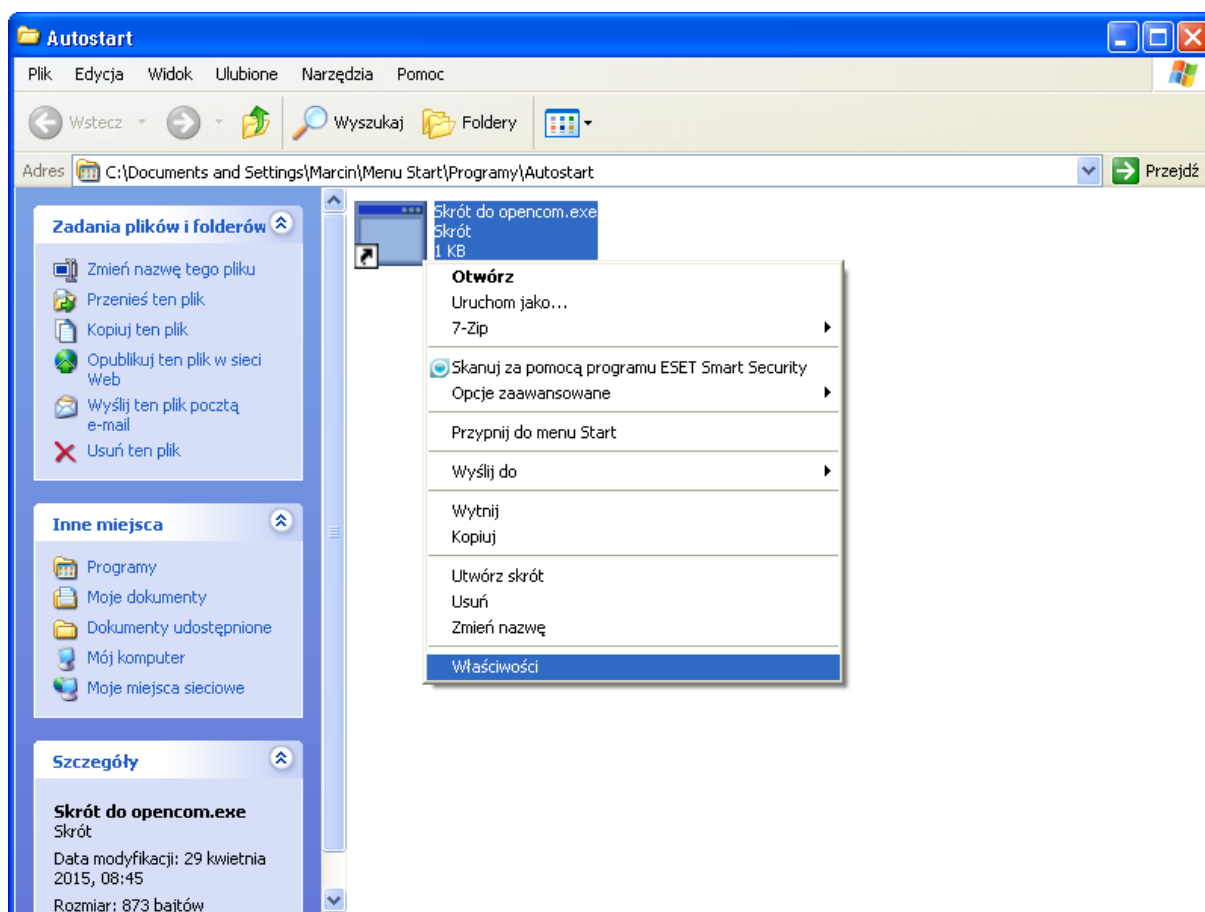 Autostart
Plik Edycja Widok Ulubione Narzędzia Pomoc
Wstecz Wyszukaj Foldery
Adres C:\Documents and Settings\Marcin\Menu Start\Programy\Autostart Przejdź
Zadania plików i folderów
Zmień nazwę tego pliku
Przenieś ten plik
Kopiuj ten plik
Opublikuj ten plik w sieci
Web
Wyślij ten plik pocztą
e-mail
Usuń ten plik
Inne miejsca
Programy
Moje dokumenty
Dokumenty udostępnione
Mój komputer
Moje miejsca sieciowe
Szczegóły
Skrót do opencom.exe
Skrót
Data modyfikacji: 29 kwietnia
2015, 08:45
Rozmiar: 873 bajtów
Skrót do opencom.exe
Skrót
1 KB
Otwórz
Uruchom jako...
7-Zip
Skanuj za pomocą programu ESET Smart Security
Opcje zaawansowane
Przypnij do menu Start
Wyślij do
Wytnij
Kopiuj
Utwórz skrót
Usuń
Zmień nazwę
Właściwości